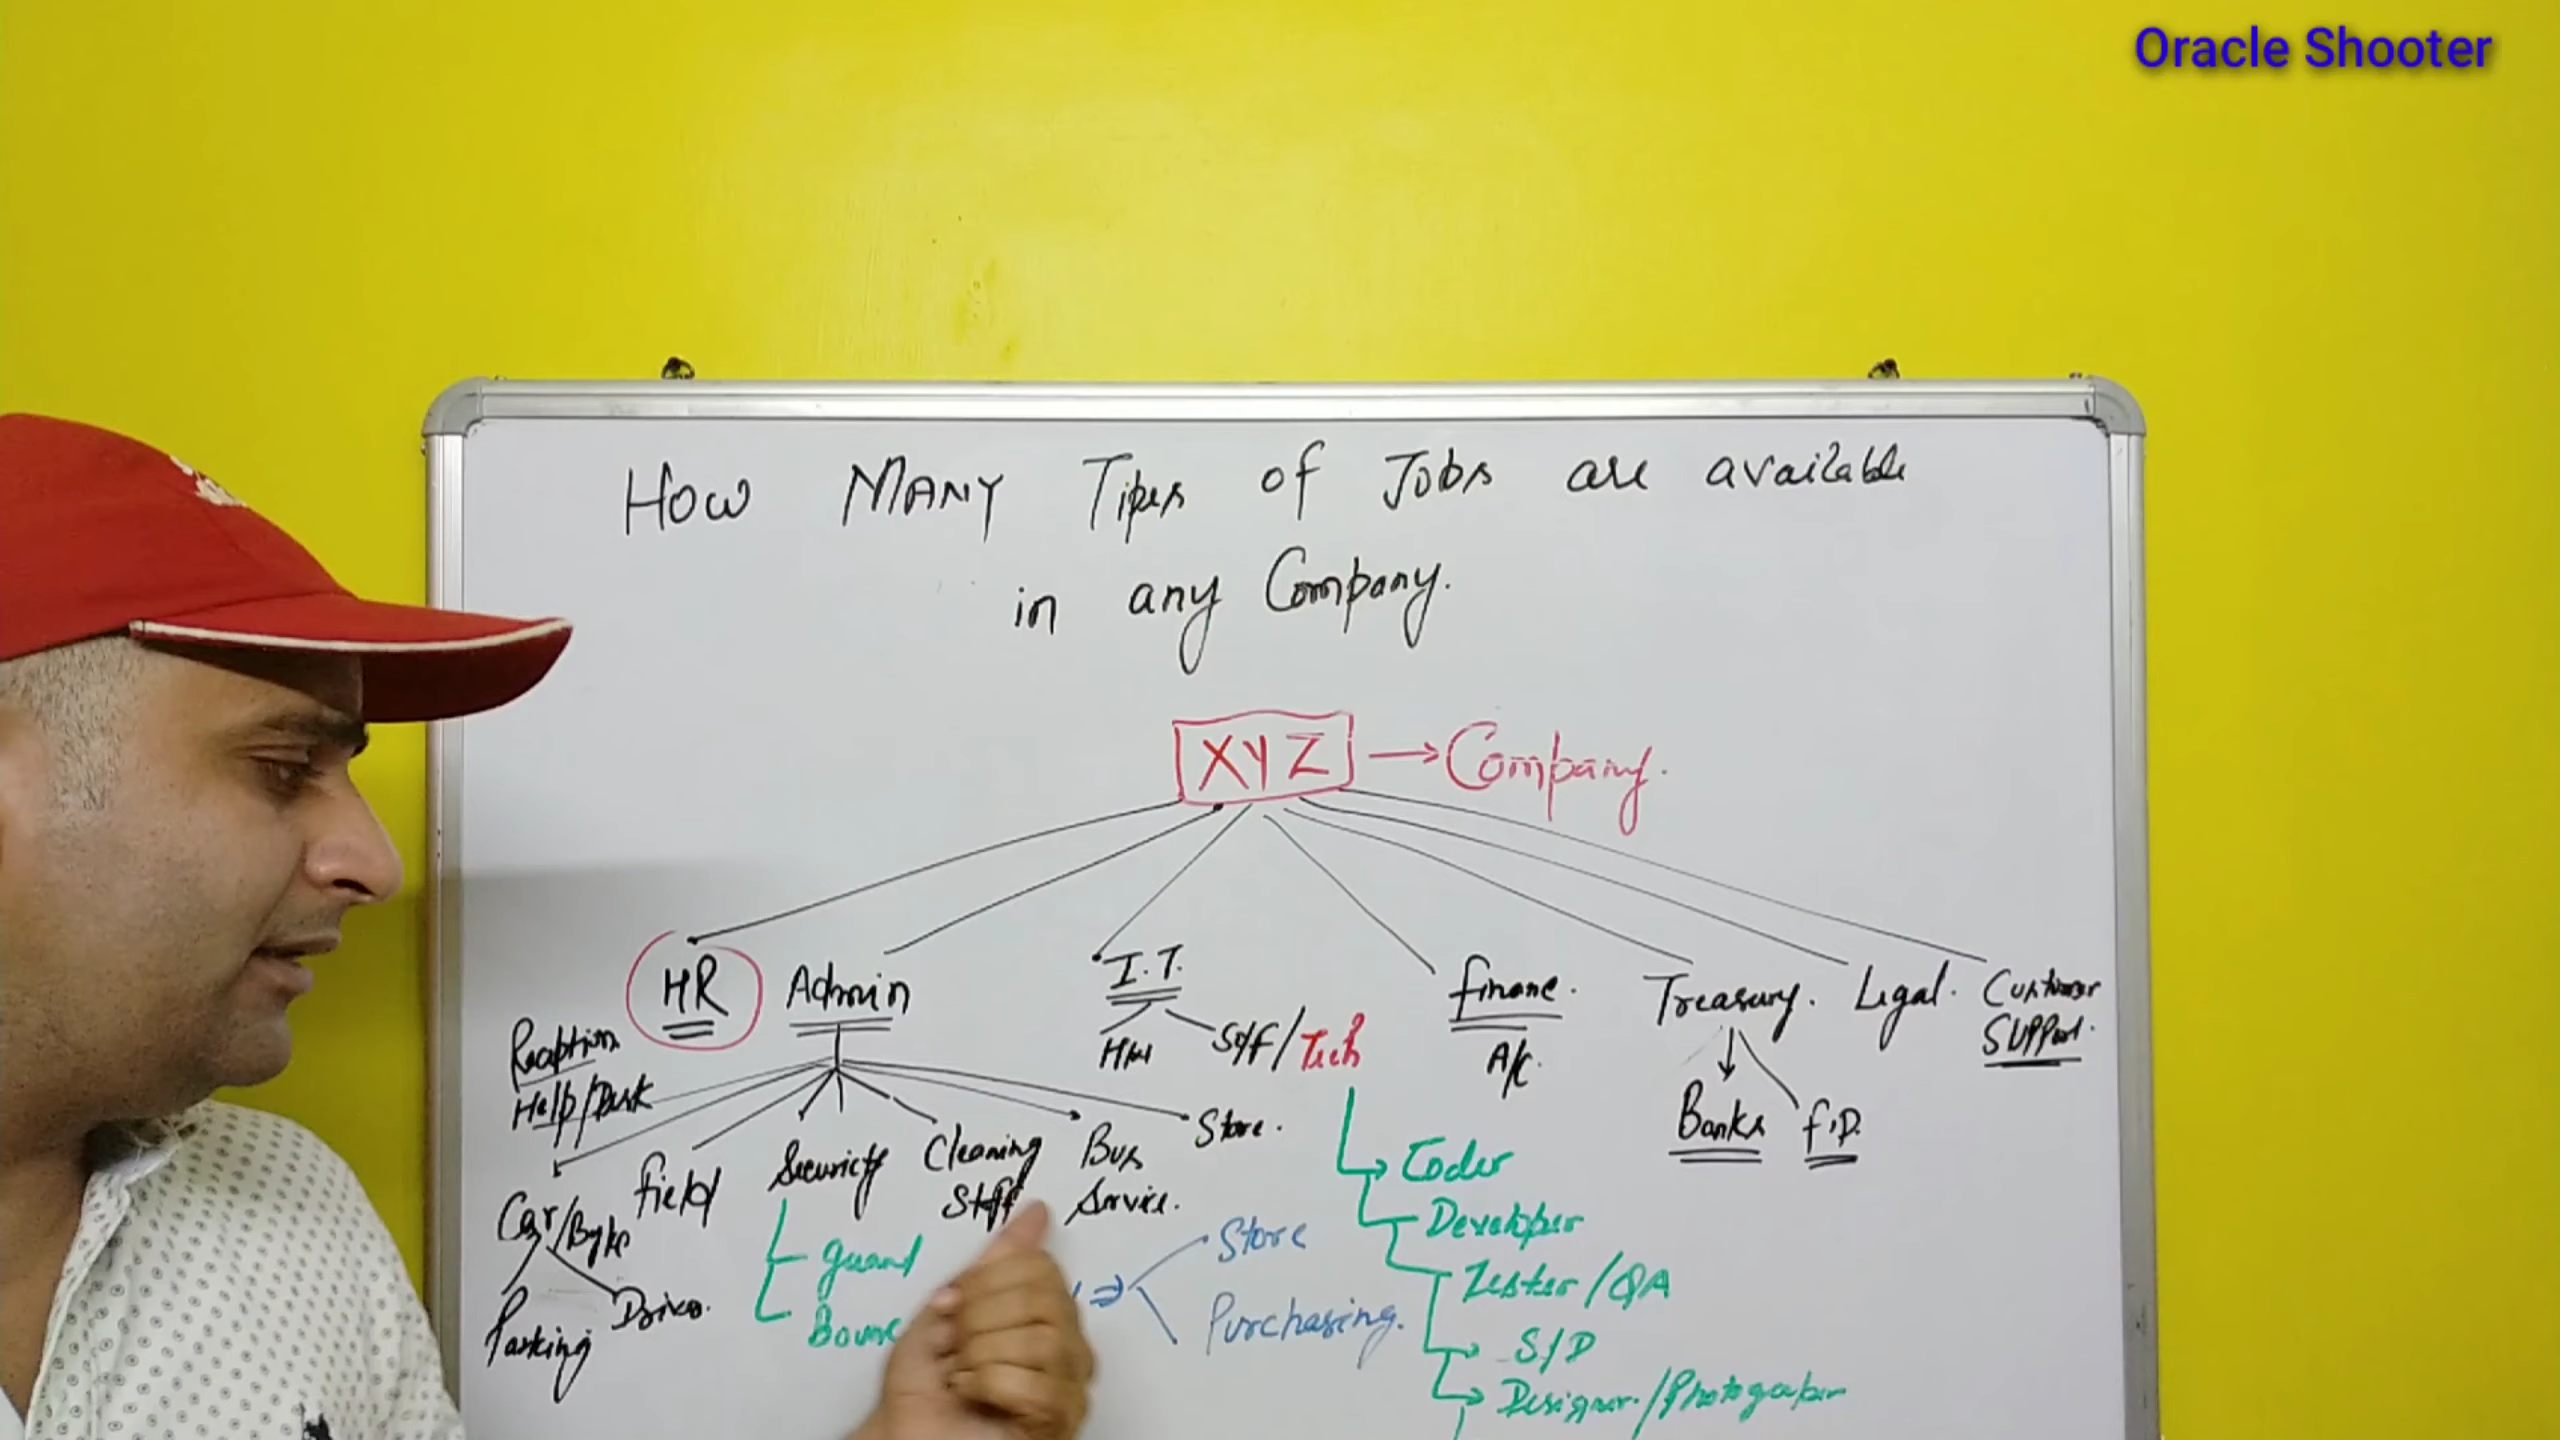 Oracle Shooter
How MANY Tipes of Jobs are available
in any Company.
XYZ → Company.
HR Admin I.T. finance. Treasury. Legal. Customer
Support.
Reaption
Help/Desk
H/w S/F/Tech A/c.
Banks F.D.
Car/Byke field Security Cleaning Bus Store.
Staff Service.
Parking Driver.
guard
Store
Purchasing.
Coder
Developer
Tester/QA
S/D
Designer./Photograper